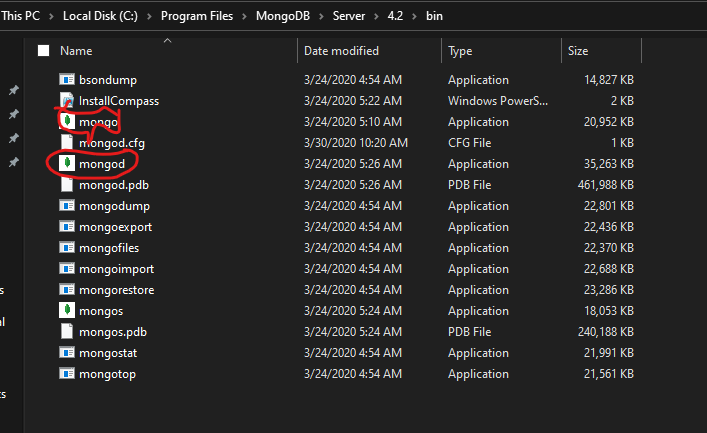 This PC > Local Disk (C:) > Program Files > MongoDB > Server > 4.2 > bin
Name Date modified Type Size
bsondump 3/24/2020 4:54 AM Application 14,827 KB
InstallCompass 3/24/2020 5:22 AM Windows PowerS... 2 KB
mongo 3/24/2020 5:10 AM Application 20,952 KB
mongod.cfg 3/30/2020 10:20 AM CFG File 1 KB
mongod 3/24/2020 5:26 AM Application 35,263 KB
mongod.pdb 3/24/2020 5:26 AM PDB File 461,988 KB
mongodump 3/24/2020 4:54 AM Application 22,801 KB
mongoexport 3/24/2020 4:54 AM Application 22,436 KB
mongofiles 3/24/2020 4:54 AM Application 22,370 KB
mongoimport 3/24/2020 4:54 AM Application 22,688 KB
mongorestore 3/24/2020 4:54 AM Application 23,286 KB
mongos 3/24/2020 5:24 AM Application 18,053 KB
mongos.pdb 3/24/2020 5:24 AM PDB File 240,188 KB
mongostat 3/24/2020 4:54 AM Application 21,991 KB
mongotop 3/24/2020 4:54 AM Application 21,561 KB